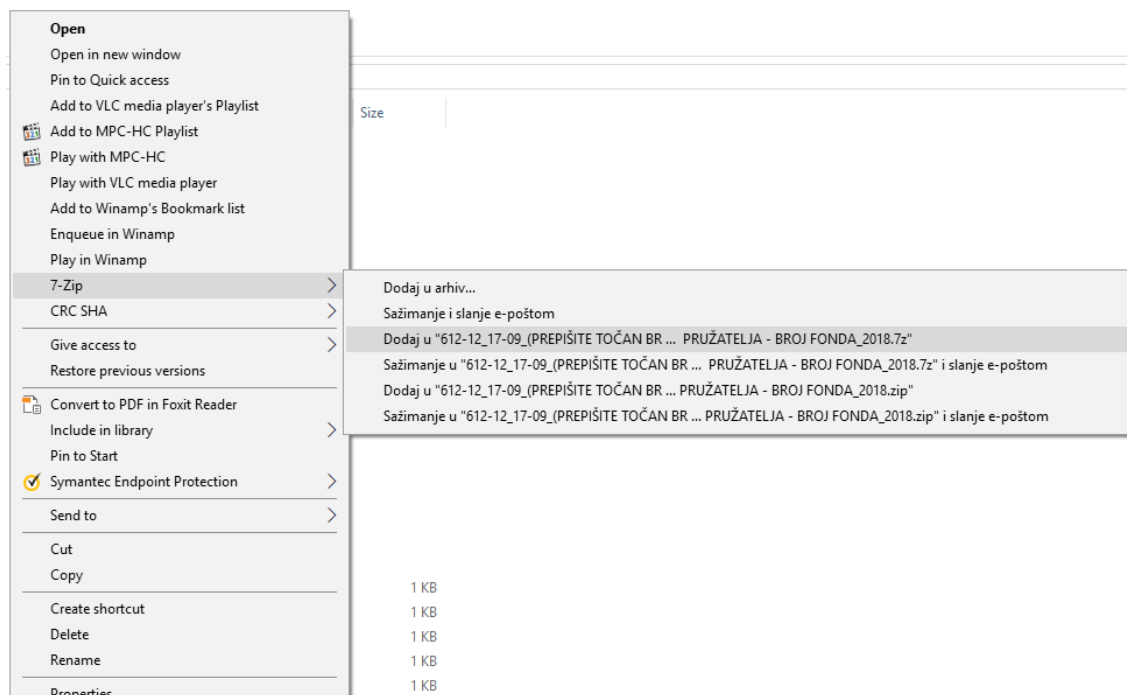 Open
Open in new window
Pin to Quick access
Add to VLC media player's Playlist
Add to MPC-HC Playlist
Play with MPC-HC
Play with VLC media player
Add to Winamp's Bookmark list
Enqueue in Winamp
Play in Winamp
7-Zip
CRC SHA
Give access to
Restore previous versions
Convert to PDF in Foxit Reader
Include in library
Pin to Start
Symantec Endpoint Protection
Send to
Cut
Copy
Create shortcut
Delete
Rename
Properties
Size
Dodaj u arhiv...
Sažimanje i slanje e-poštom
Dodaj u "612-12_17-09_(PREPIŠITE TOČAN BR ...  PRUŽATELJA - BROJ FONDA_2018.7z"
Sažimanje u "612-12_17-09_(PREPIŠITE TOČAN BR ...  PRUŽATELJA - BROJ FONDA_2018.7z" i slanje e-poštom
Dodaj u "612-12_17-09_(PREPIŠITE TOČAN BR ... PRUŽATELJA - BROJ FONDA_2018.zip"
Sažimanje u "612-12_17-09_(PREPIŠITE TOČAN BR ... PRUŽATELJA - BROJ FONDA_2018.zip" i slanje e-poštom
1 KB
1 KB
1 KB
1 KB
1 KB